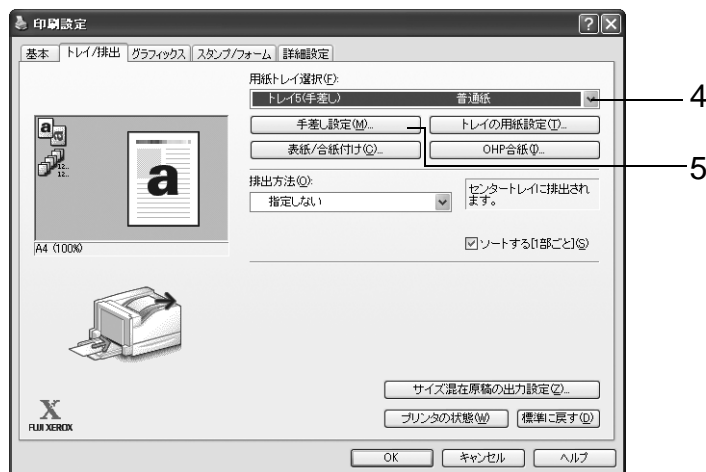 印刷設定
基本 トレイ/排出 グラフィックス スタンプ/フォーム 詳細設定
用紙トレイ選択(F):
トレイ5(手差し) 普通紙
4
手差し設定(M)... トレイの用紙設定(T)...
表紙/合紙付け(C)... OHP合紙(I)...
5
排出方法(O):
指定しない
センタートレイに排出され
ます。
a
a
12..
12..
A4 (100%)
ソートする[1部ごと](S)
サイズ混在原稿の出力設定(Z)...
X
FUJI XEROX
プリンタの状態(W) 標準に戻す(D)
OK キャンセル ヘルプ